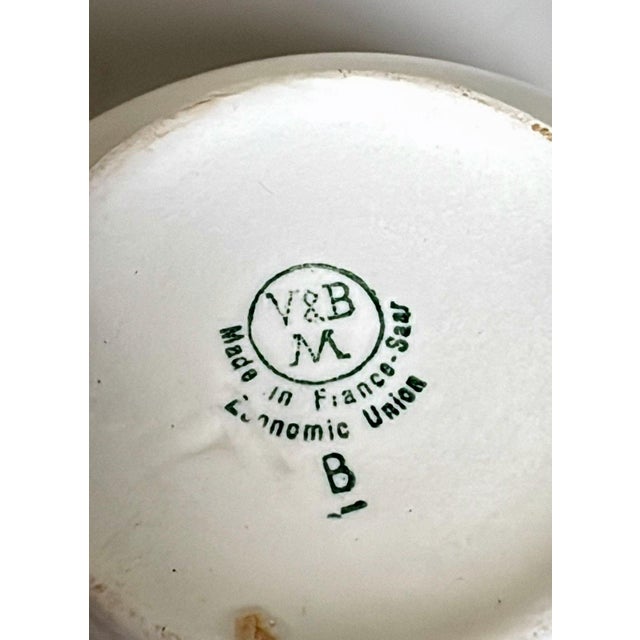 V&B
M
Made in France-Saar
Economic Union
B